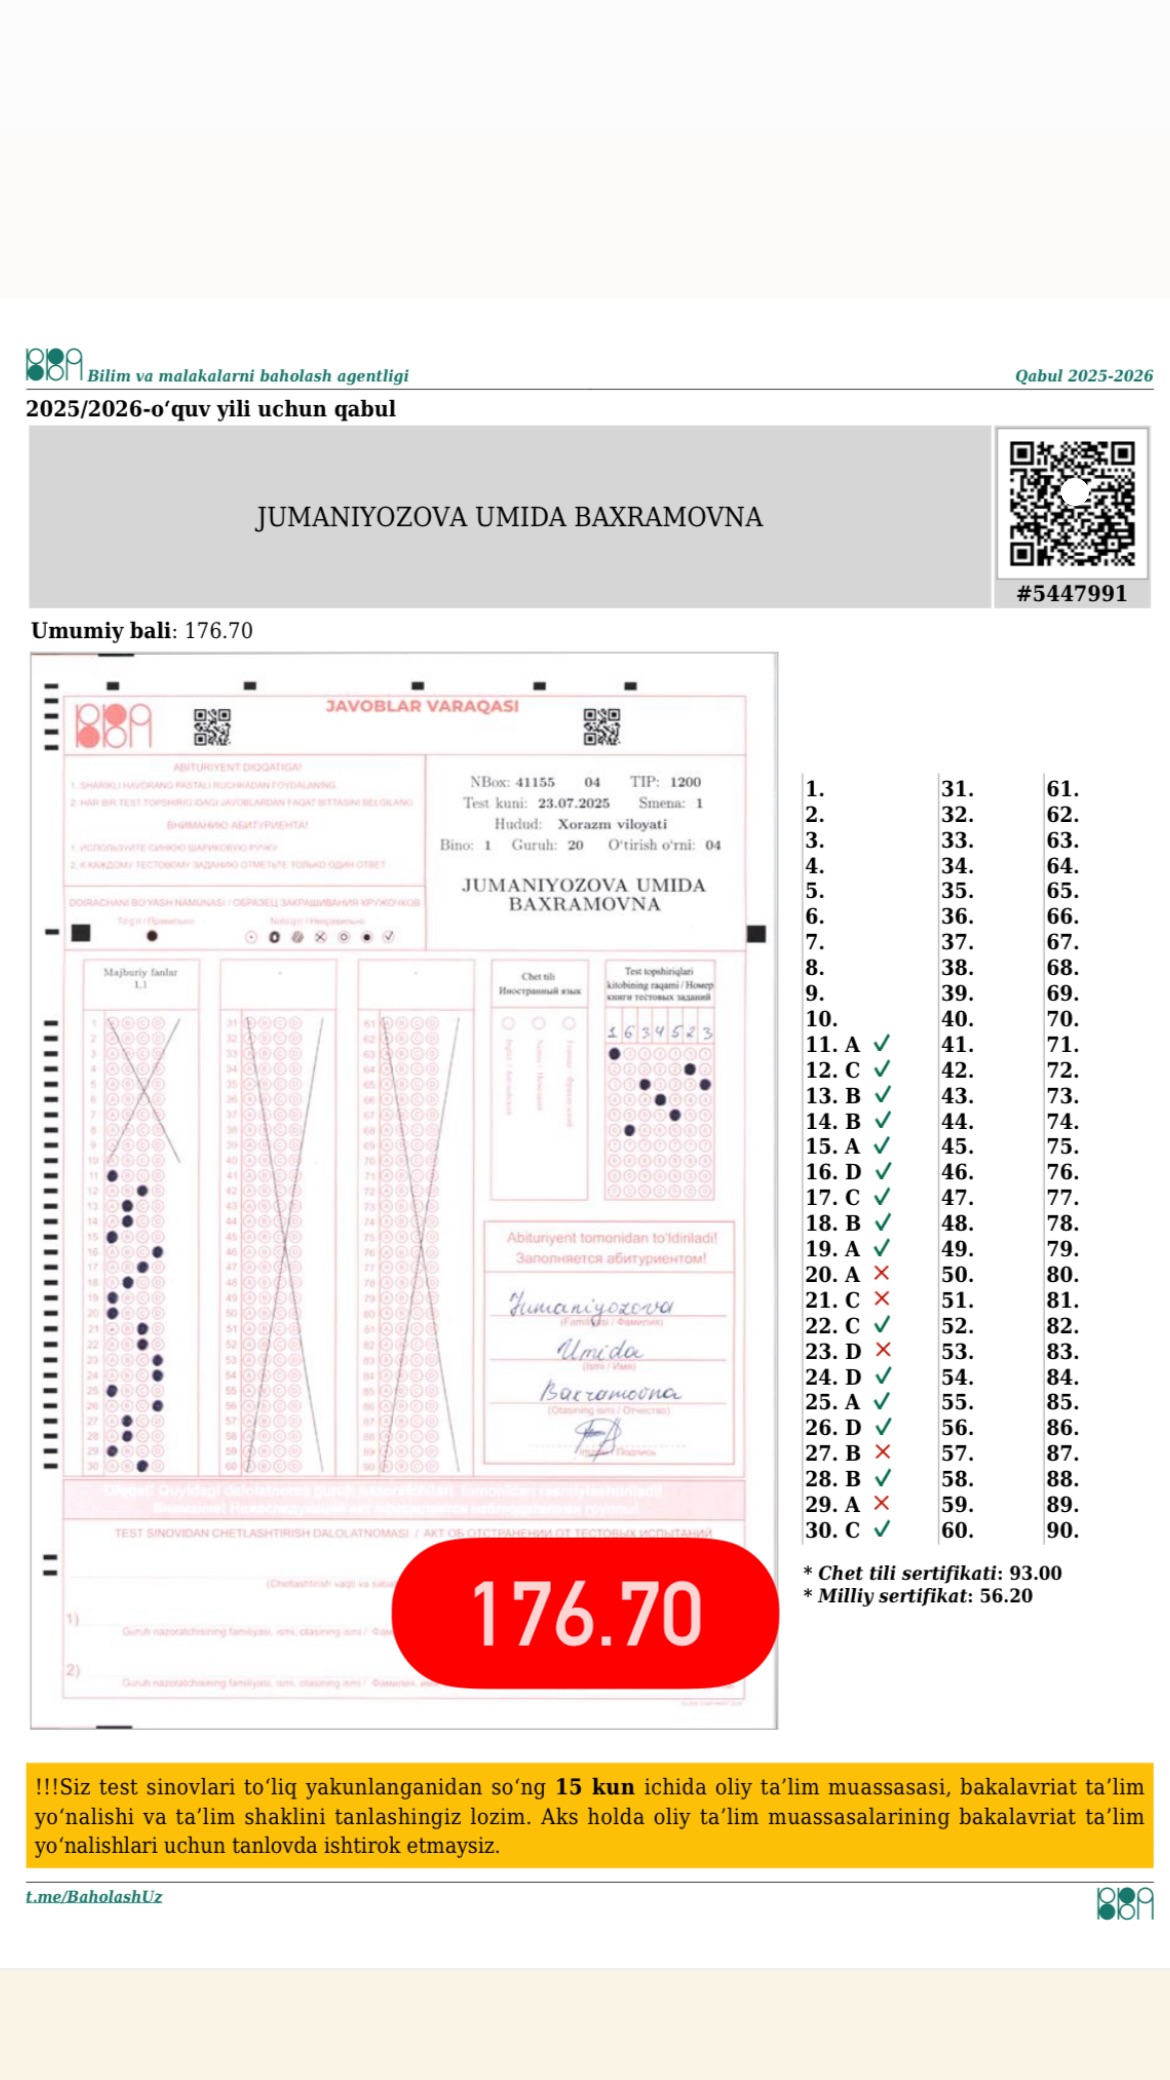 Bilim va malakalarni baholash agentligi
Qabul 2025-2026
2025/2026-o‘quv yili uchun qabul
JUMANIYOZOVA UMIDA BAXRAMOVNA
#5447991
Umumiy bali: 176.70
JAVOBLAR VARAQASI
ABITURIYENT DIQQATIGA!
1. SHARIKLI HAVORANG PASTALI RUCHKADAN FOYDALANING.
2. HAR BIR TEST TOPSHIRIG'IDAGI JAVOBLARDAN FAQAT BITTASINI BELGILANG
ВНИМАНИЮ АБИТУРИЕНТА!
1. ИСПОЛЬЗУЙТЕ СИНЮЮ ШАРИКОВУЮ РУЧКУ
2. К КАЖДОМУ ТЕСТОВОМУ ЗАДАНИЮ ОТМЕТЬТЕ ТОЛЬКО ОДИН ОТВЕТ
NBox: 41155 04 TIP: 1200
Test kuni: 23.07.2025 Smena: 1
Hudud: Xorazm viloyati
Bino: 1 Guruh: 20 O'tirish o'rni: 04
JUMANIYOZOVA UMIDA
BAXRAMOVNA
DOIRACHANI BO'YASH NAMUNASI / ОБРАЗЕЦ ЗАКРАШИВАНИЯ КРУЖОЧКОВ
To'g'ri / Правильно
Noto'g'ri / Неправильно
Majburiy fanlar
1,1
Chet tili
Иностранный язык
Test topshiriqlari
kitobining raqami / Номер
книги тестовых заданий
1 6 3 4 5 2 3
Abituriyent tomonidan to'ldiriladi!
Заполняется абитуриентом!
Jumaniyozova
(Familiyasi / Фамилия)
Umida
(Ismi / Имя)
Baxramovna
(Otasining ismi / Отчество)
Подпись
Diqqat! Quyidagi dalolatnoma guruh nazoratchilari tomonidan rasmiylashtiriladi!
TEST SINOVIDAN CHETLASHTIRISH DALOLATNOMASI / АКТ ОБ ОТСТРАНЕНИИ ОТ ТЕСТОВЫХ ИСПЫТАНИЙ
(Chetlashtirish vaqti va
1)
Guruh nazoratchisining familiyasi, ismi, otasining ismi /
2)
Guruh nazoratchisining familiyasi, ismi, otasining ismi /
176.70
1. 31. 61.
2. 32. 62.
3. 33. 63.
4. 34. 64.
5. 35. 65.
6. 36. 66.
7. 37. 67.
8. 38. 68.
9. 39. 69.
10. 40. 70.
11. A ✓ 41. 71.
12. C ✓ 42. 72.
13. B ✓ 43. 73.
14. B ✓ 44. 74.
15. A ✓ 45. 75.
16. D ✓ 46. 76.
17. C ✓ 47. 77.
18. B ✓ 48. 78.
19. A ✓ 49. 79.
20. A ✕ 50. 80.
21. C ✕ 51. 81.
22. C ✓ 52. 82.
23. D ✕ 53. 83.
24. D ✓ 54. 84.
25. A ✓ 55. 85.
26. D ✓ 56. 86.
27. B ✕ 57. 87.
28. B ✓ 58. 88.
29. A ✕ 59. 89.
30. C ✓ 60. 90.
* Chet tili sertifikati: 93.00
* Milliy sertifikat: 56.20
!!!Siz test sinovlari to‘liq yakunlanganidan so‘ng 15 kun ichida oliy ta’lim muassasasi, bakalavriat ta’lim
yo‘nalishi va ta’lim shaklini tanlashingiz lozim. Aks holda oliy ta’lim muassasalarining bakalavriat ta’lim
yo‘nalishlari uchun tanlovda ishtirok etmaysiz.
t.me/BaholashUz